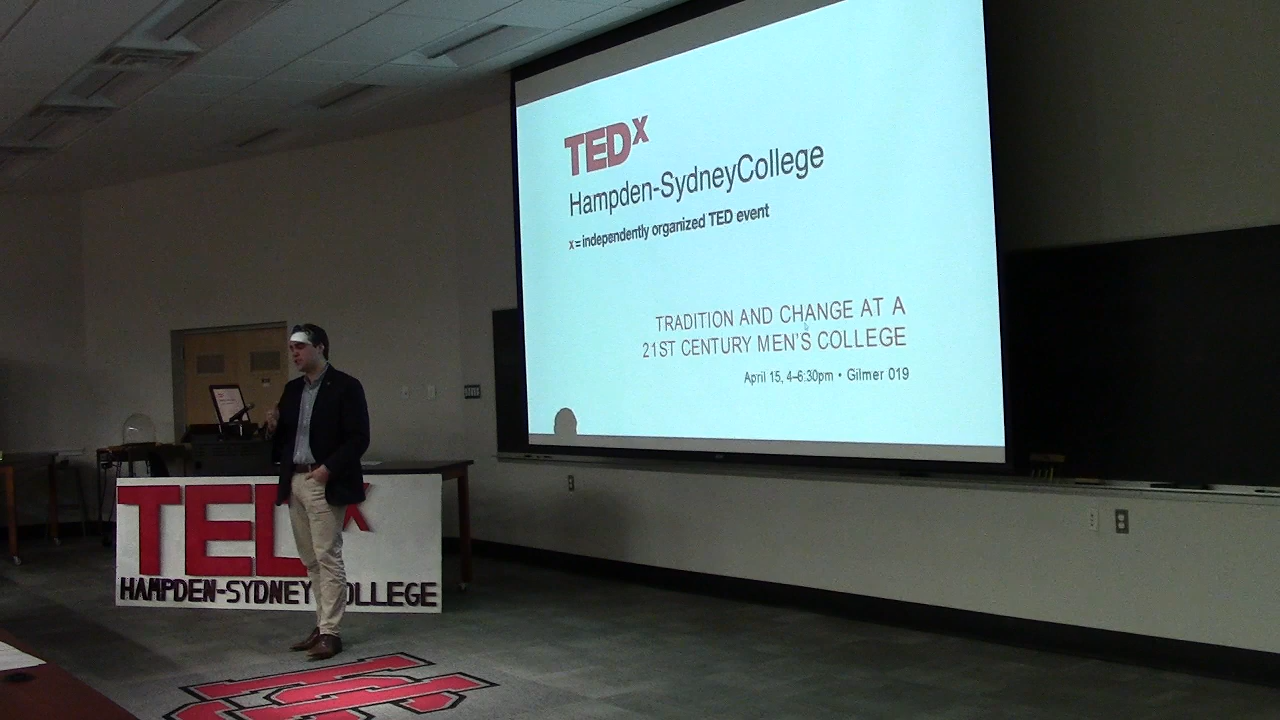 TEDx
Hampden-SydneyCollege
x = independently organized TED event
TRADITION AND CHANGE AT A
21ST CENTURY MEN'S COLLEGE
April 15, 4–6:30pm • Gilmer 019
TEDx
HAMPDEN-SYDNEY COLLEGE